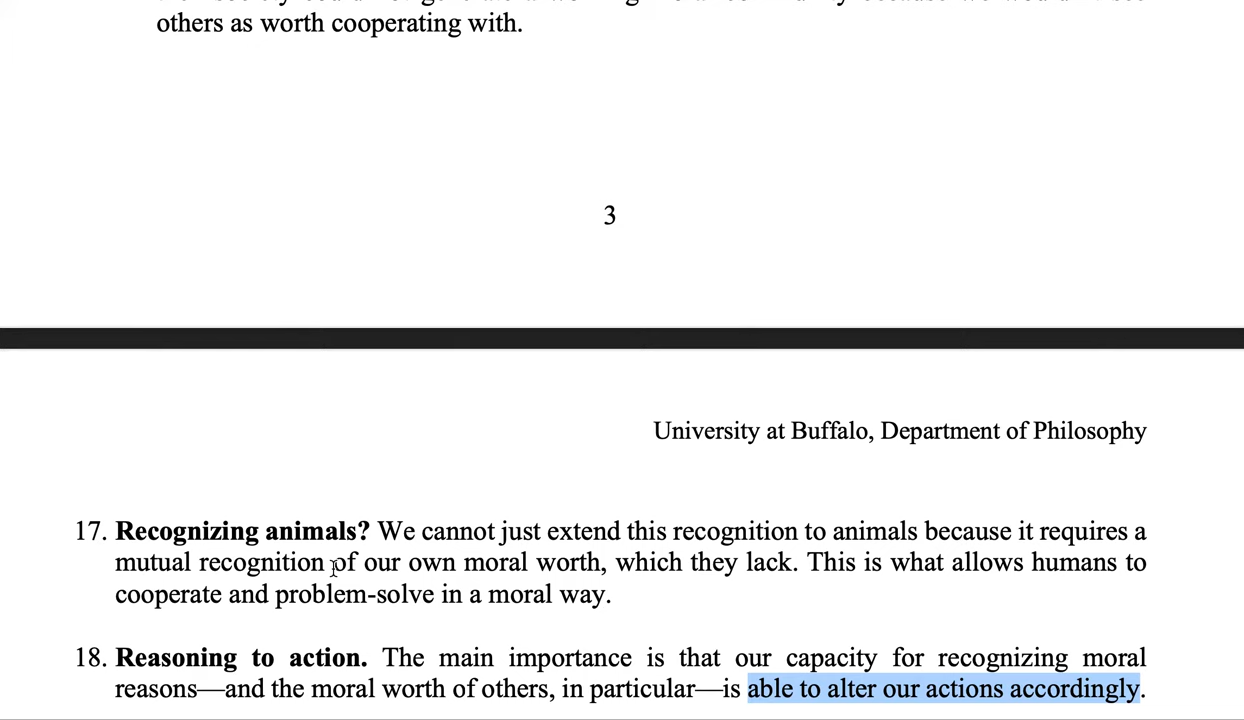 others as worth cooperating with.
3
University at Buffalo, Department of Philosophy
17. Recognizing animals? We cannot just extend this recognition to animals because it requires a
mutual recognition of our own moral worth, which they lack. This is what allows humans to
cooperate and problem-solve in a moral way.
18. Reasoning to action. The main importance is that our capacity for recognizing moral
reasons—and the moral worth of others, in particular—is able to alter our actions accordingly.